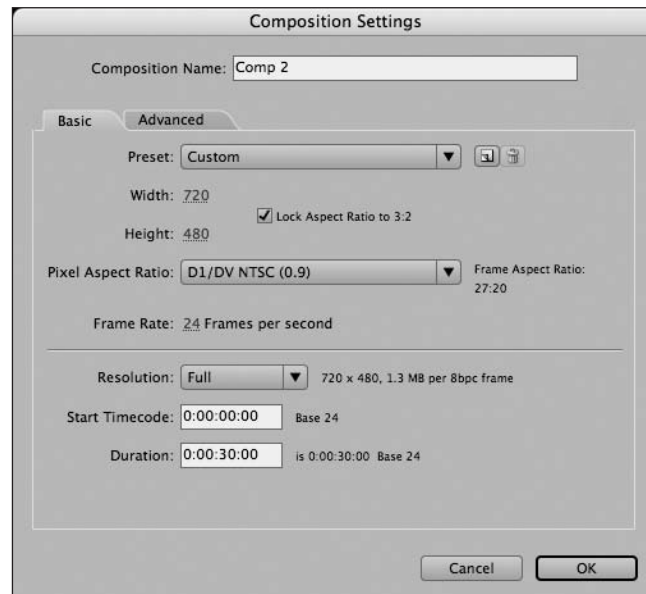 Composition Settings
Composition Name: Comp 2
Basic Advanced
Preset: Custom
Width: 720
Lock Aspect Ratio to 3:2
Height: 480
Pixel Aspect Ratio: D1/DV NTSC (0.9) Frame Aspect Ratio:
27:20
Frame Rate: 24 Frames per second
Resolution: Full 720 x 480, 1.3 MB per 8bpc frame
Start Timecode: 0:00:00:00 Base 24
Duration: 0:00:30:00 is 0:00:30:00 Base 24
Cancel OK